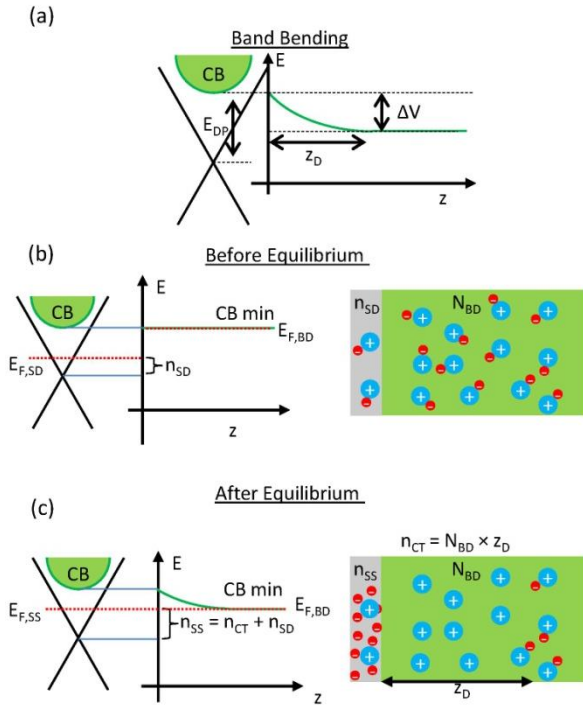 (a)
Band Bending
CB
E
E_DP
ΔV
z_D
z
(b)
Before Equilibrium
E
CB
CB min
E_F,BD
E_F,SD
n_SD
z
n_SD
N_BD
(c)
After Equilibrium
n_CT = N_BD × z_D
E
CB
CB min
E_F,SS
E_F,BD
n_SS = n_CT + n_SD
z
n_SS
N_BD
z_D